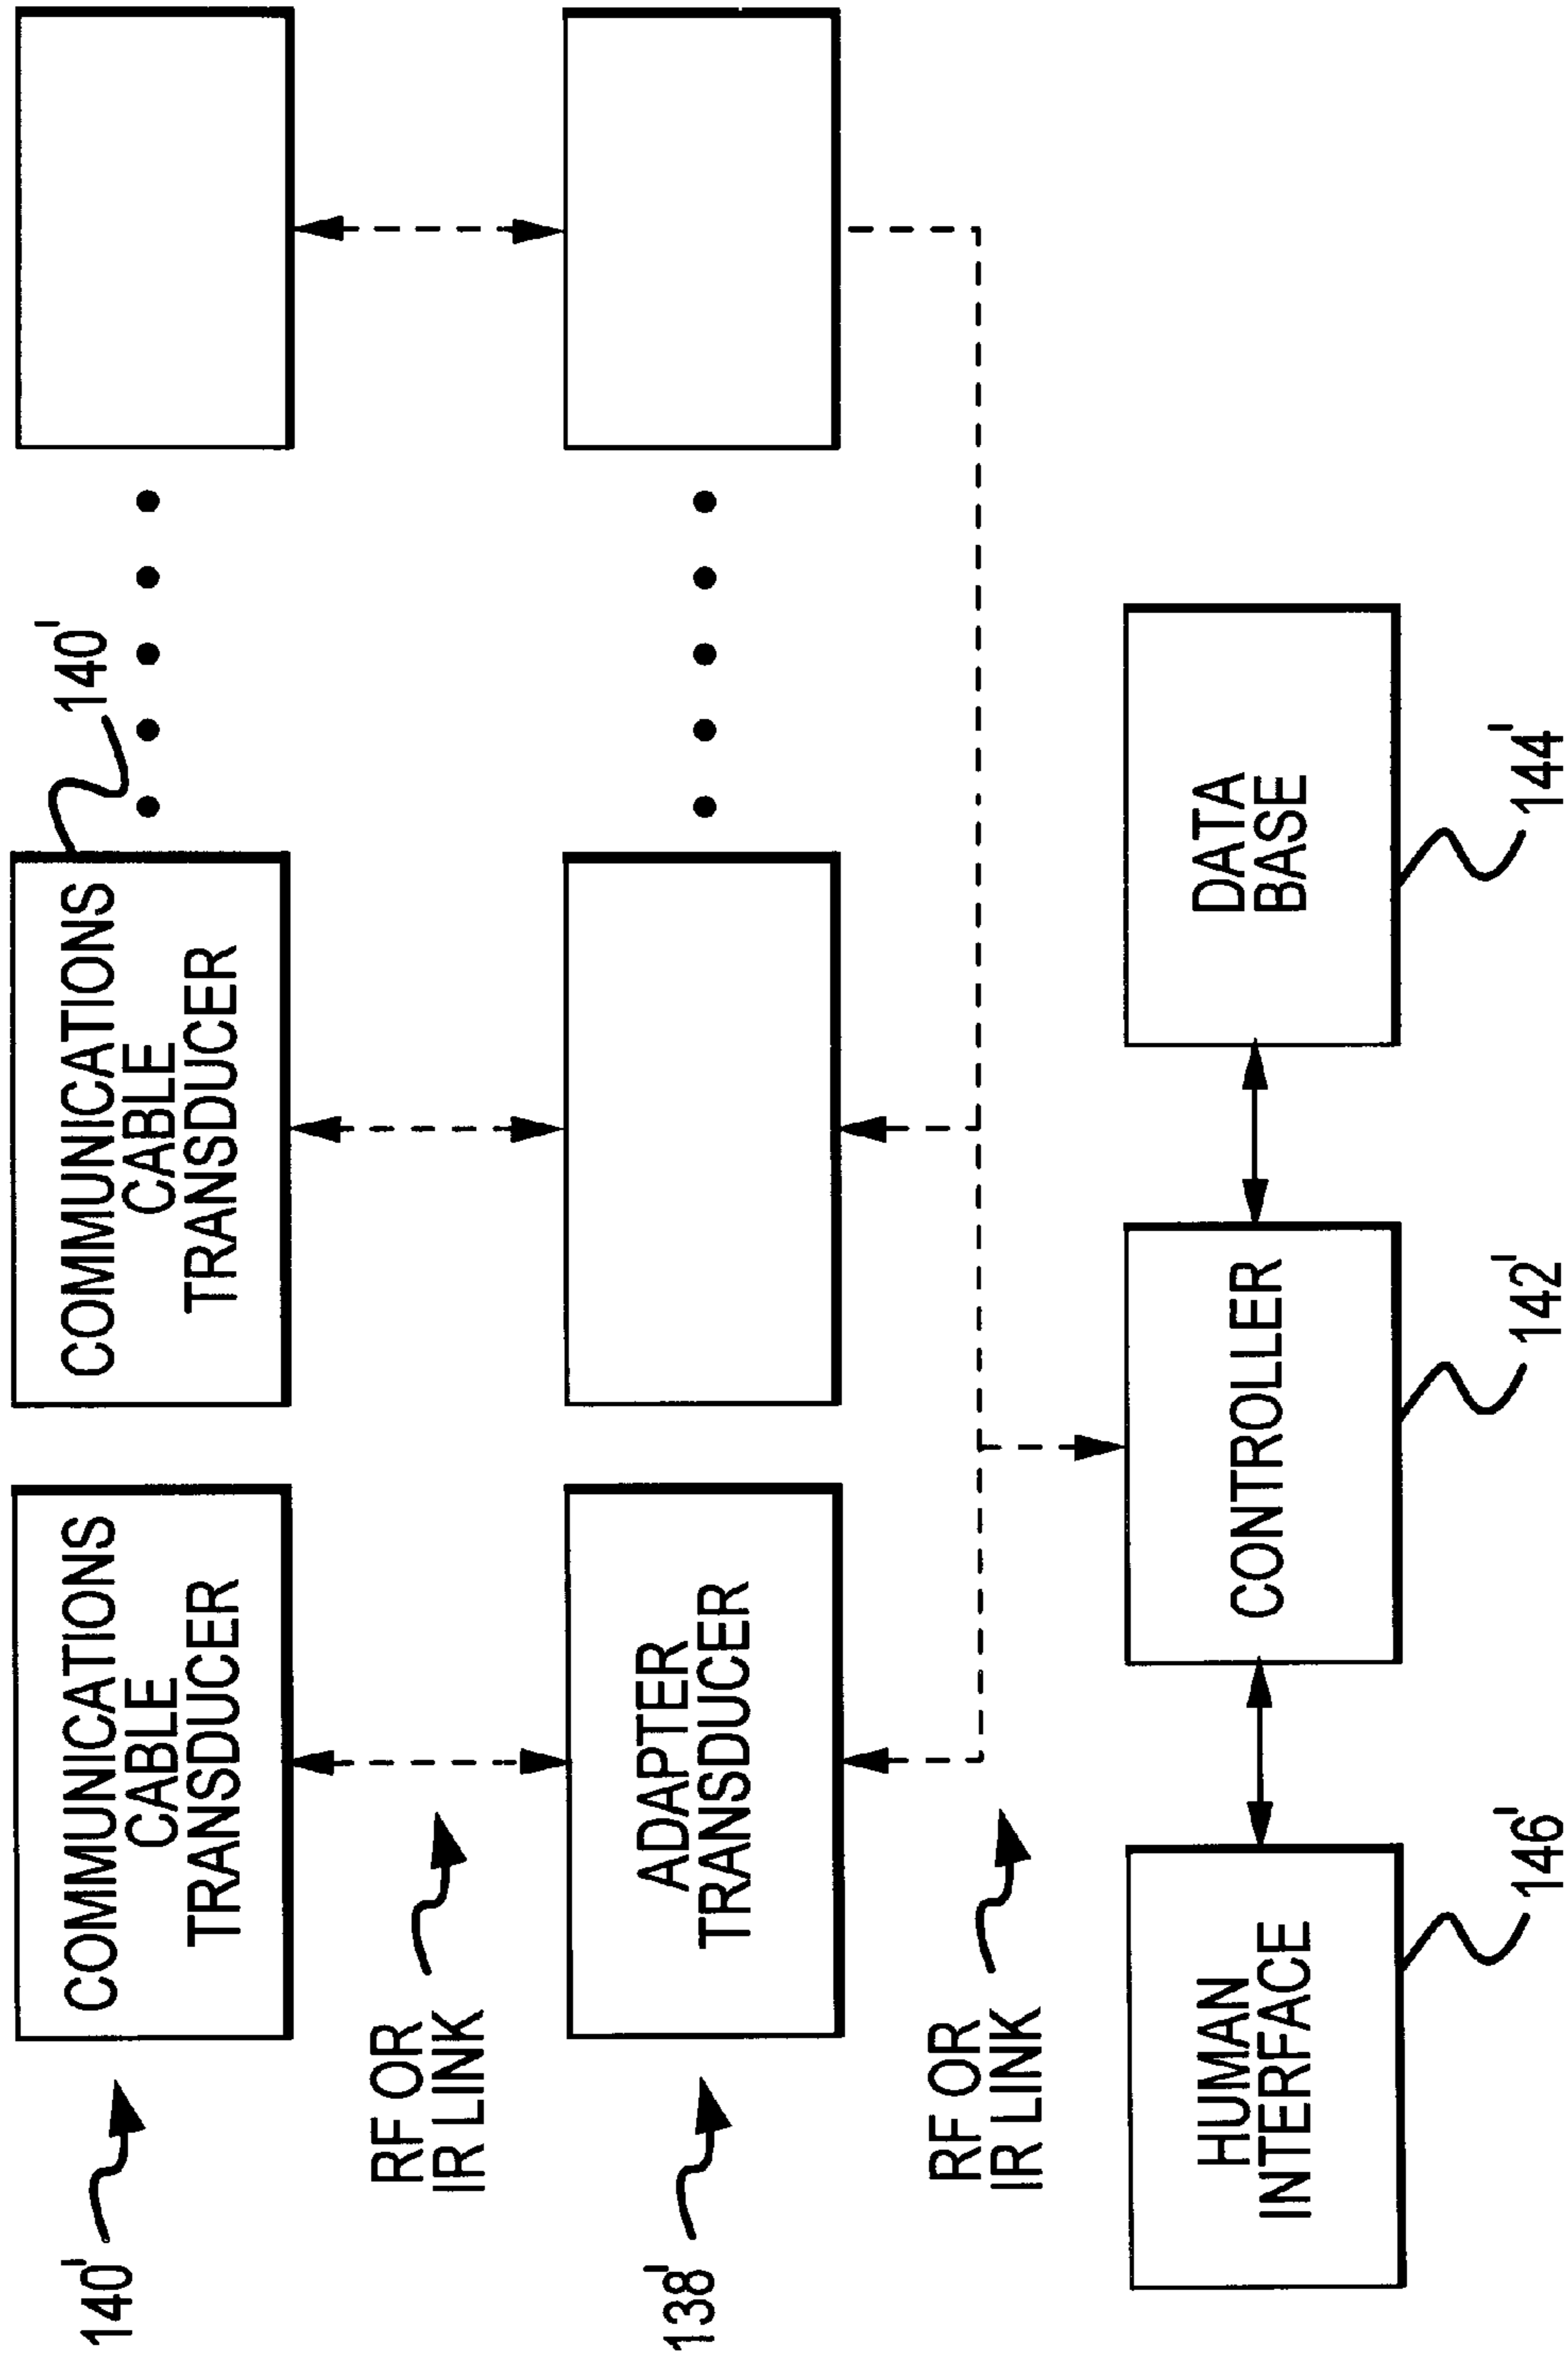 140'
COMMUNICATIONS
CABLE
TRANSDUCER
COMMUNICATIONS
CABLE
TRANSDUCER
140'
RF OR
IR LINK
138'
ADAPTER
TRANSDUCER
RF OR
IR LINK
HUMAN
INTERFACE
CONTROLLER
DATA
BASE
146'
142'
144'